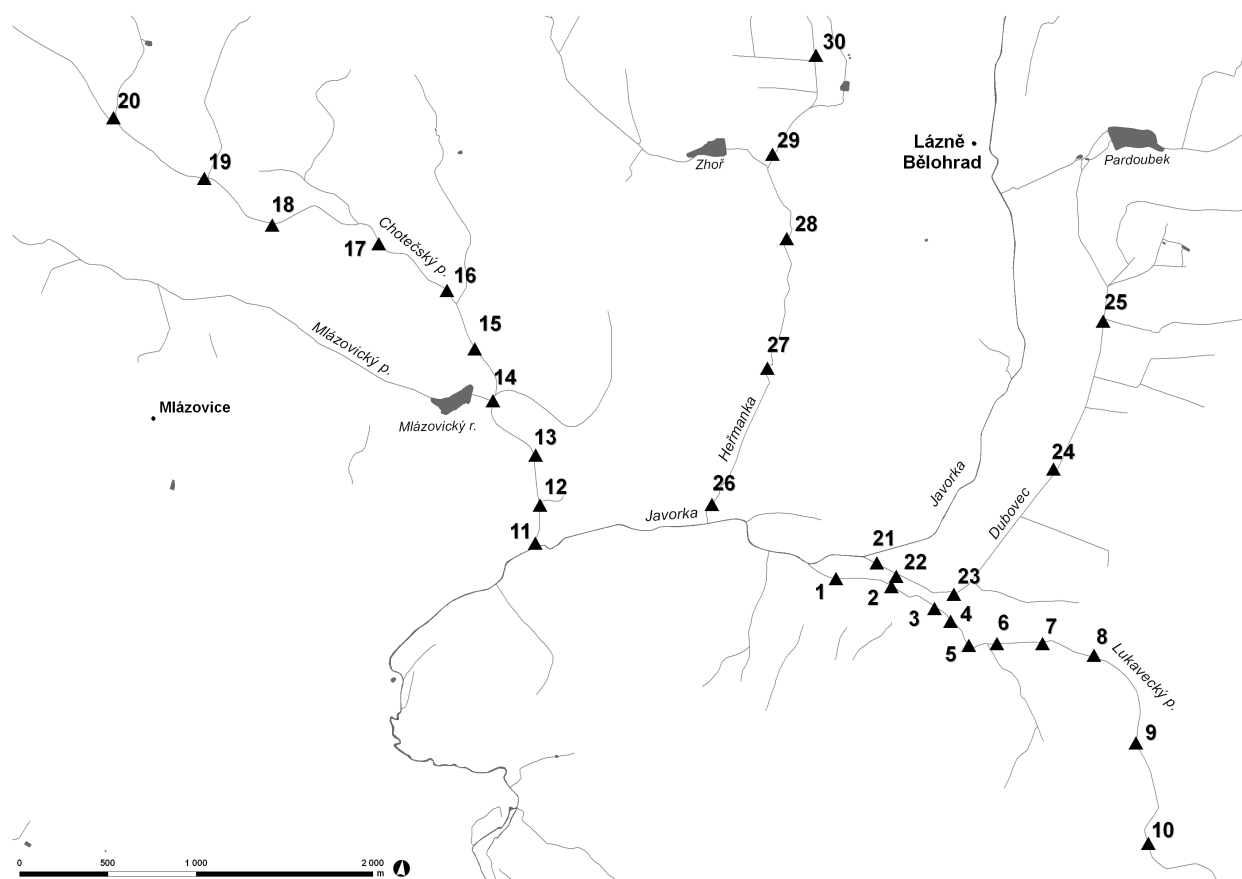 30
20
29
Lázně
Bělohrad
Zhoř
Pardoubek
19
18
28
Chotečský p.
17
16
25
15
Mlázovický p.
27
14
Mlázovice
Mlázovický r.
Heřmanka
13
24
12
26
Javorka
Dubovec
Javorka
11
21
22
23
1
2
3
4
5
6
7
8
Lukavecký p.
9
10
0 500 1 000 2 000
m